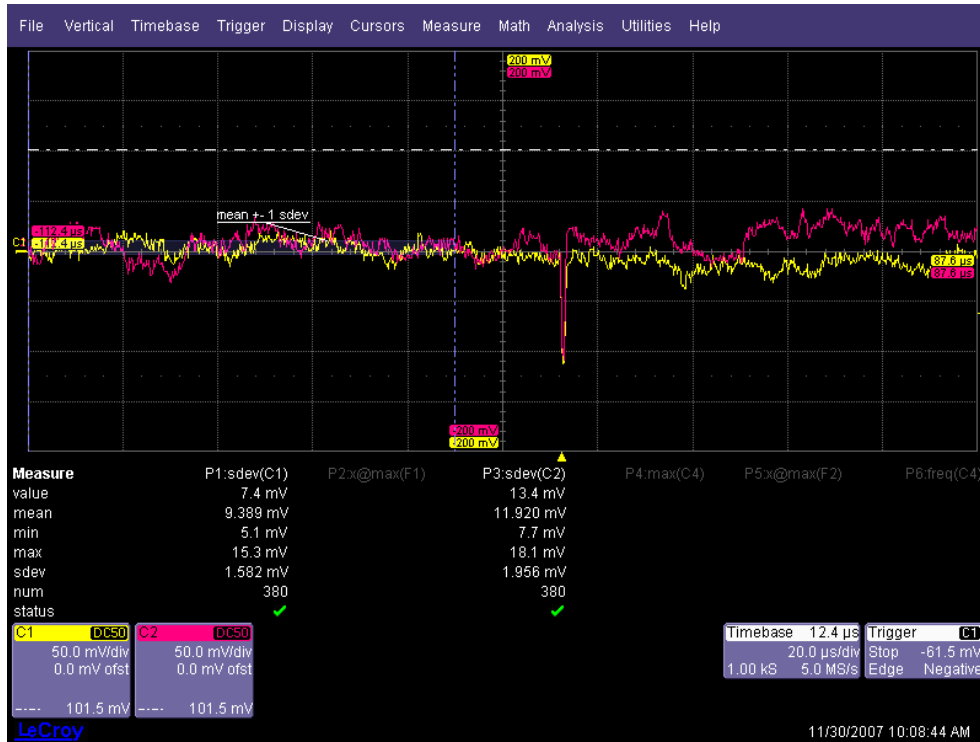 File Vertical Timebase Trigger Display Cursors Measure Math Analysis Utilities Help
200 mV
200 mV
mean +- 1 sdev
-112.4 µs
C1
-112.4 µs
87.6 µs
87.6 µs
-200 mV
-200 mV
Measure P1:sdev(C1) P2:x@max(F1) P3:sdev(C2) P4:max(C4) P5:x@max(F2) P6:freq(C4)
value 7.4 mV 13.4 mV
mean 9.389 mV 11.920 mV
min 5.1 mV 7.7 mV
max 15.3 mV 18.1 mV
sdev 1.582 mV 1.956 mV
num 380 380
status
C1 DC50 C2 DC50 Timebase 12.4 µs Trigger C1
50.0 mV/div 50.0 mV/div 20.0 µs/div Stop -61.5 mV
0.0 mV ofst 0.0 mV ofst 1.00 kS 5.0 MS/s Edge Negative
101.5 mV 101.5 mV
LeCroy 11/30/2007 10:08:44 AM